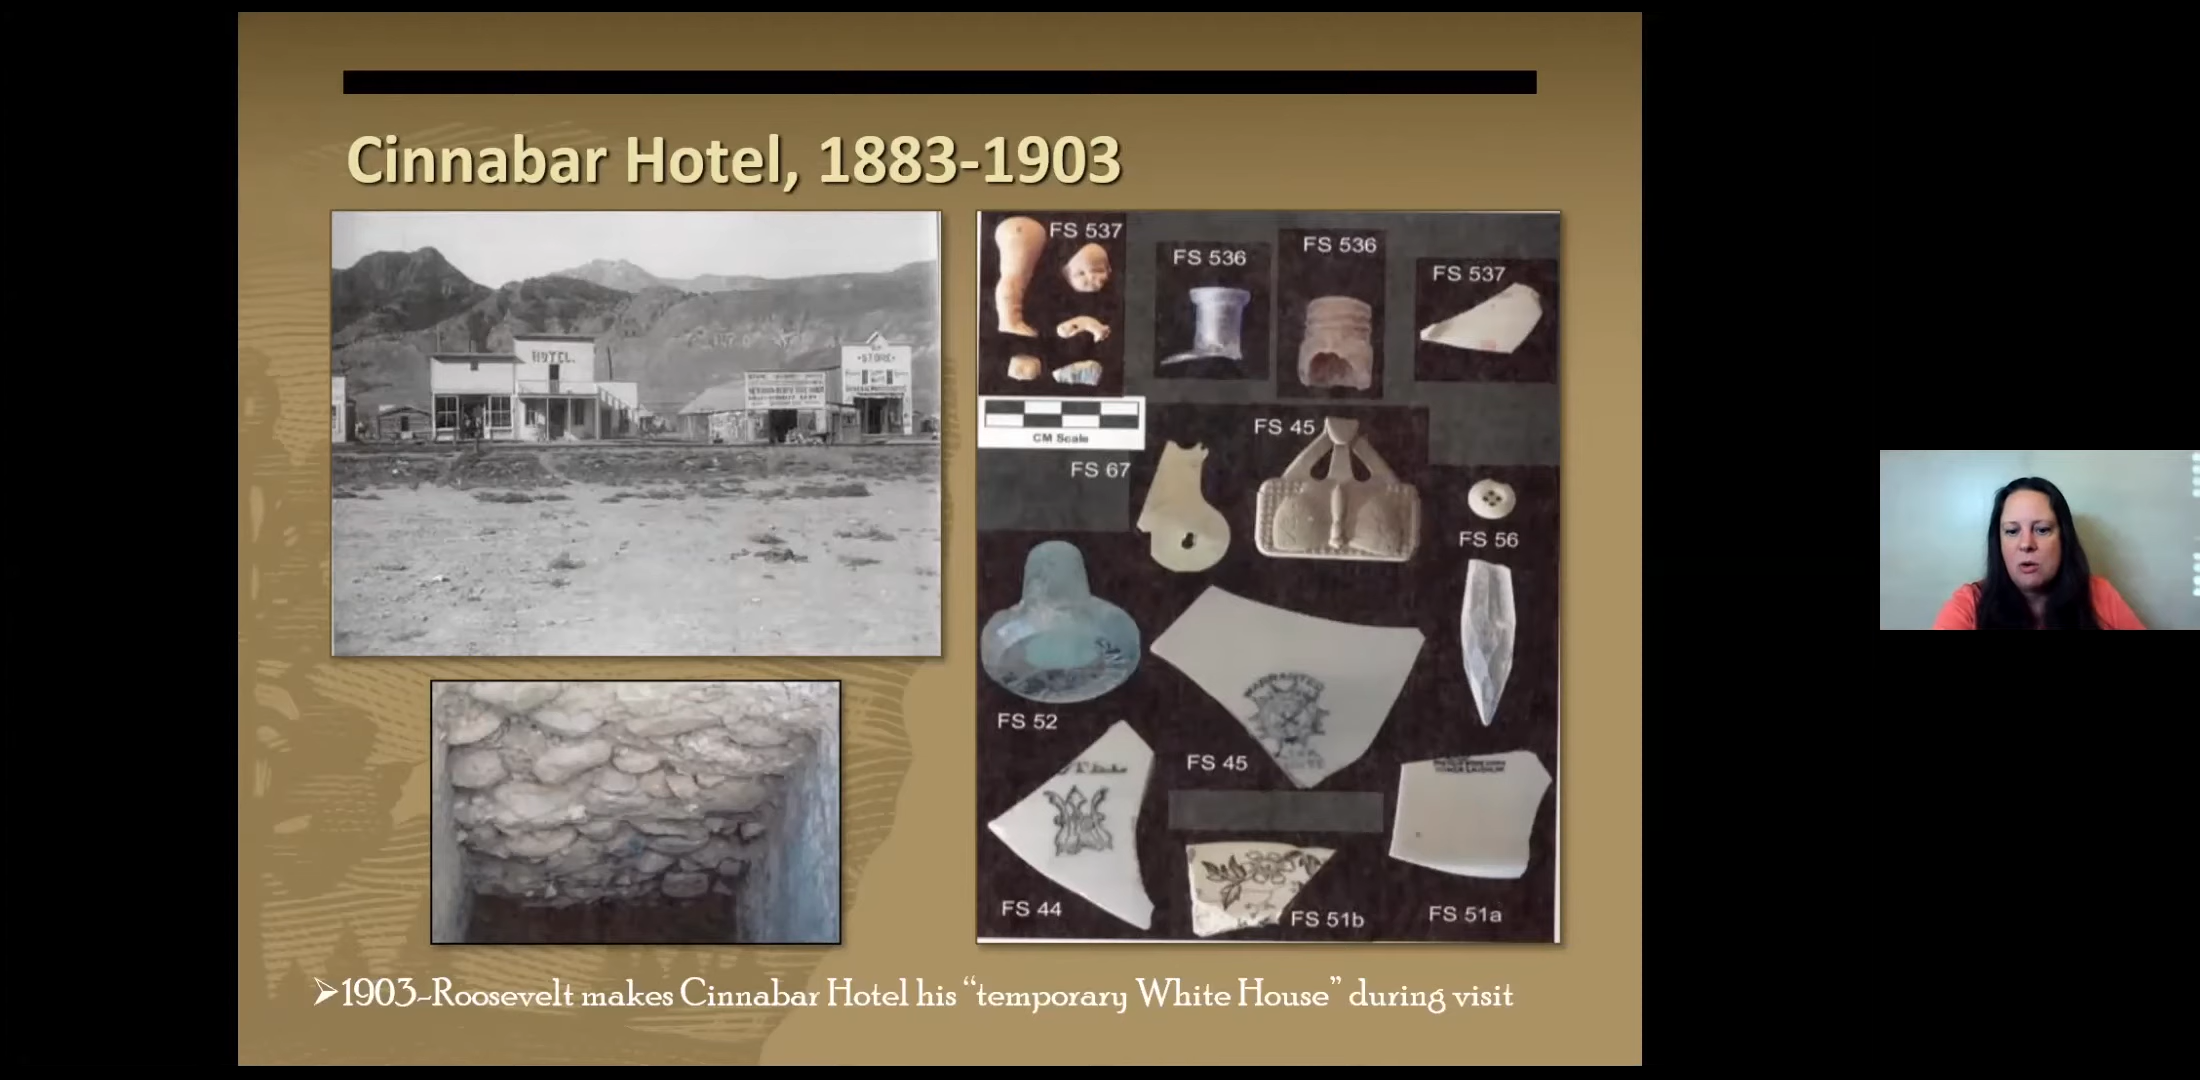 Cinnabar Hotel, 1883-1903
HOTEL.
•STORE•
FS 537
FS 536
FS 536
FS 537
CM Scale
FS 67
FS 45
FS 56
FS 52
WARRANTED
FS 45
FS 44
FS 51b
FS 51a
➢1903-Roosevelt makes Cinnabar Hotel his “temporary White House” during visit